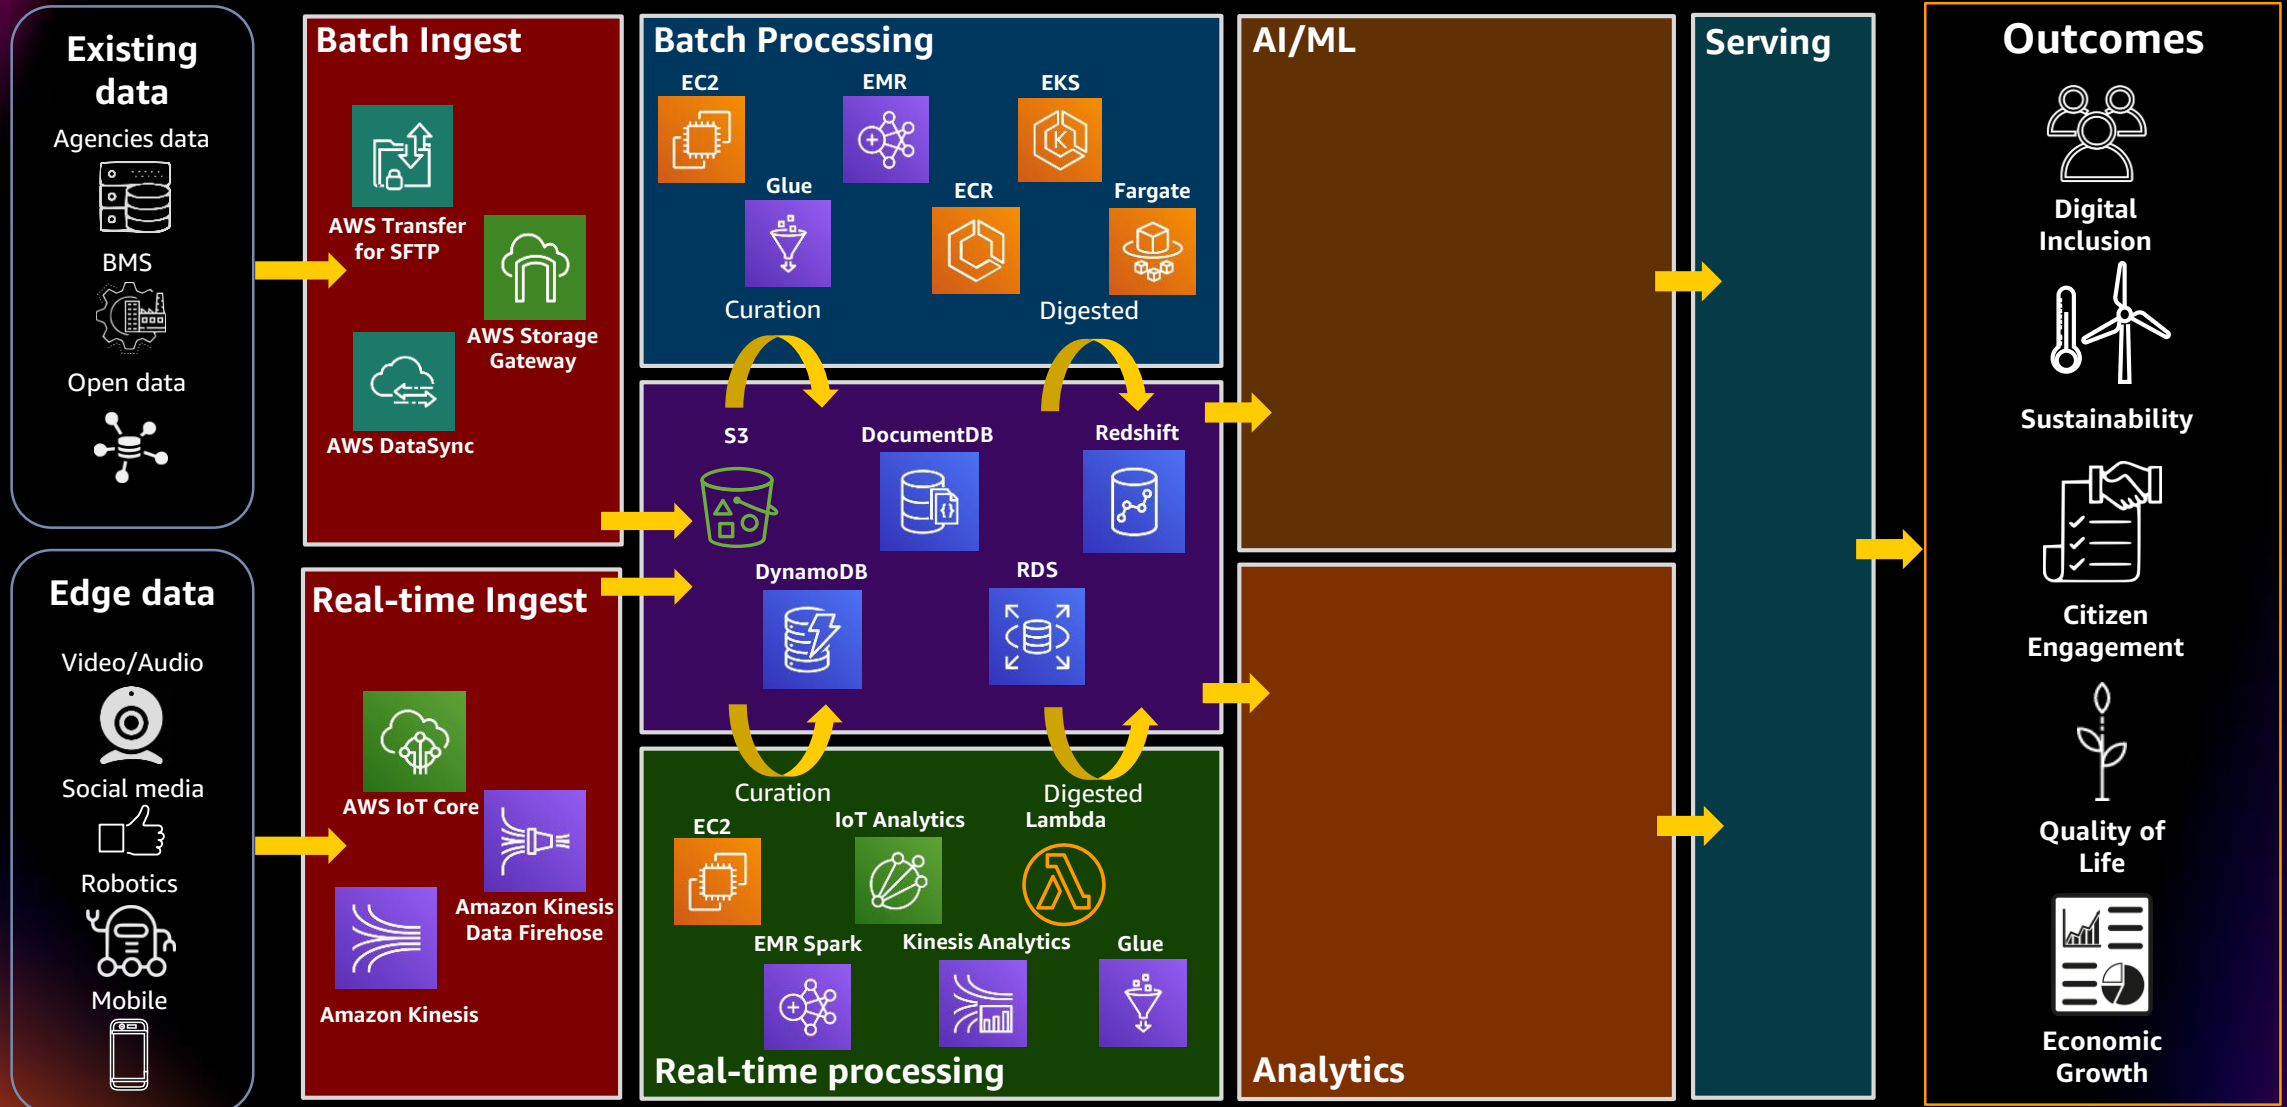 Existing
data
Agencies data
BMS
Open data
Edge data
Video/Audio
Social media
Robotics
Mobile
Batch Ingest
AWS Transfer
for SFTP
AWS Storage
Gateway
AWS DataSync
Real-time Ingest
AWS IoT Core
Amazon Kinesis
Data Firehose
Amazon Kinesis
Batch Processing
EC2
EMR
EKS
Glue
ECR
Fargate
K
Curation
Digested
S3
DocumentDB
Redshift
{}
DynamoDB
RDS
Curation
Digested
EC2
IoT Analytics
Lambda
EMR Spark
Kinesis Analytics
Glue
Real-time processing
AI/ML
Analytics
Serving
Outcomes
Digital
Inclusion
Sustainability
Citizen
Engagement
Quality of
Life
Economic
Growth